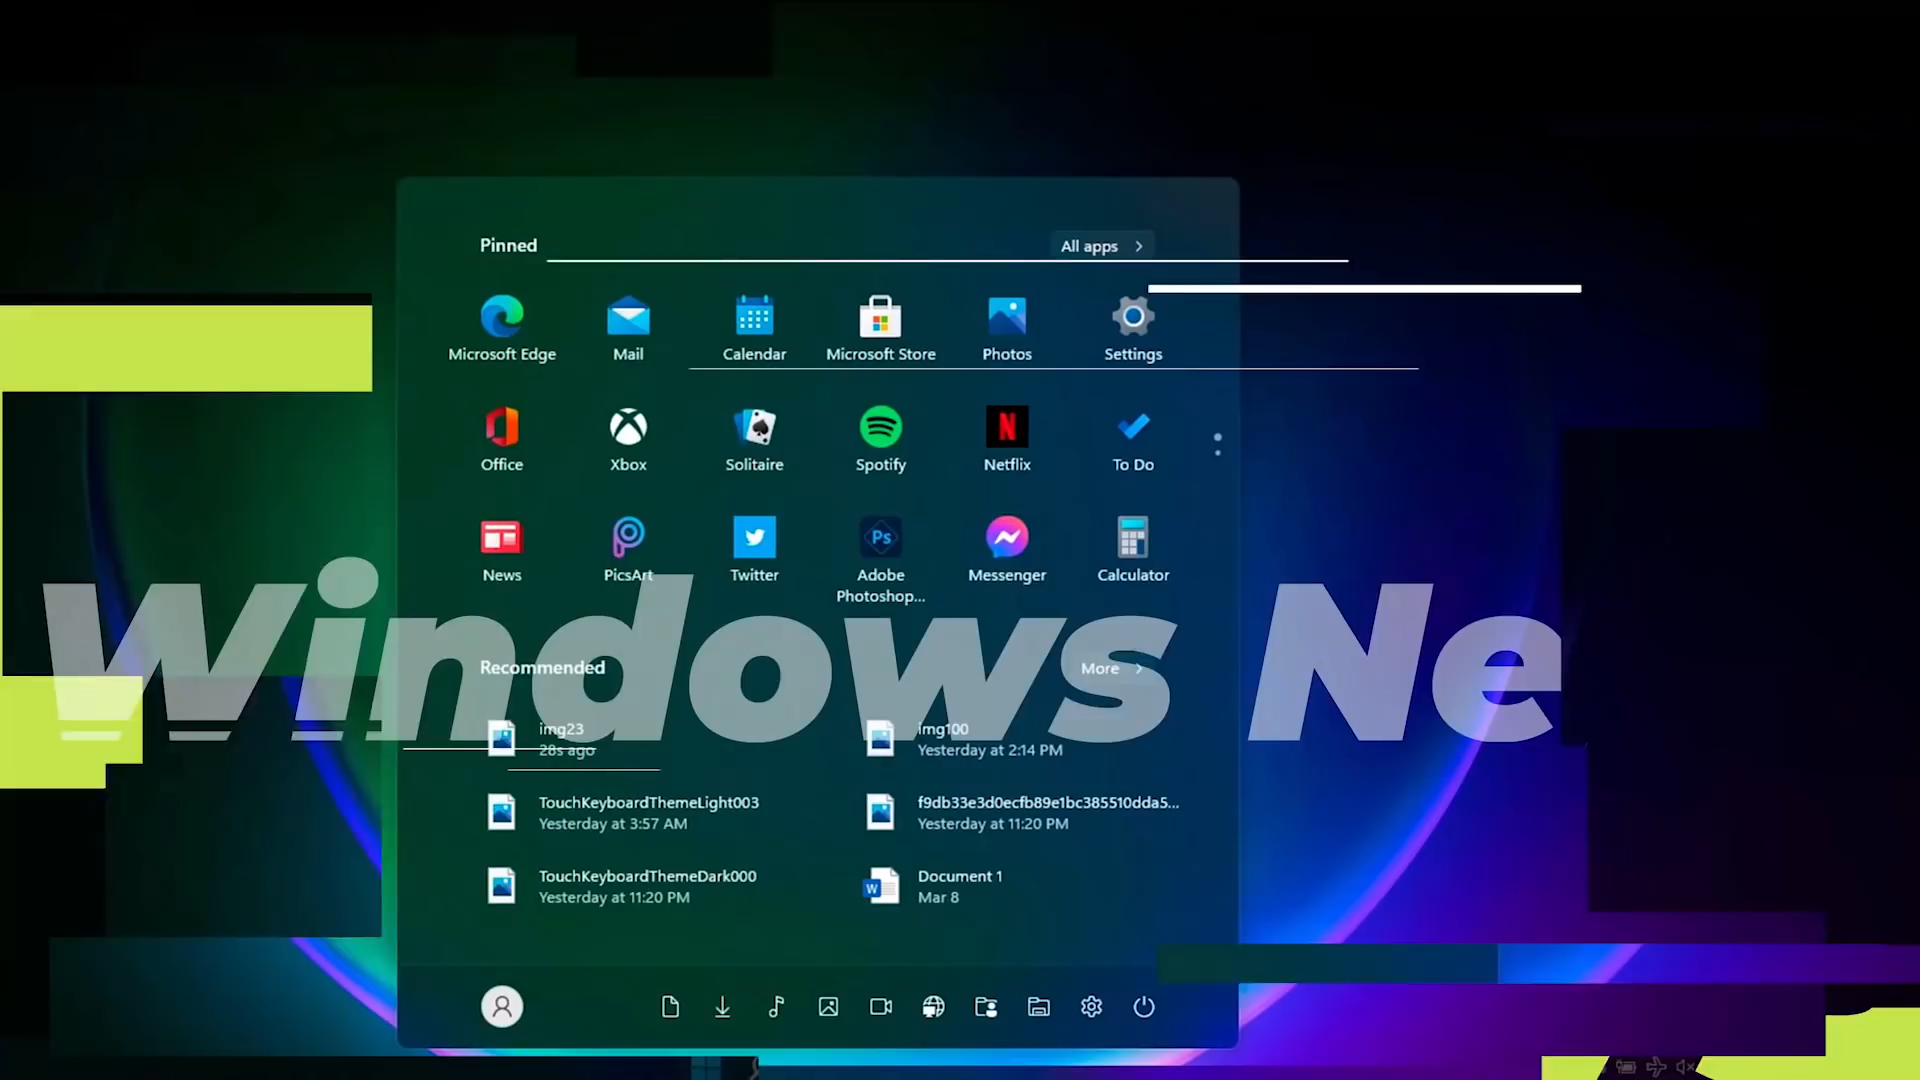 Pinned
All apps
Microsoft Edge
Mail
Calendar
Microsoft Store
Photos
Settings
Office
Xbox
Solitaire
Spotify
Netflix
To Do
News
PicsArt
Twitter
Adobe Photoshop...
Messenger
Calculator
Windows Ne
Recommended
More
img23
28s ago
img100
Yesterday at 2:14 PM
TouchKeyboardThemeLight003
Yesterday at 3:57 AM
f9db33e3d0ecfb89e1bc385510dda5...
Yesterday at 11:20 PM
TouchKeyboardThemeDark000
Yesterday at 11:20 PM
Document 1
Mar 8